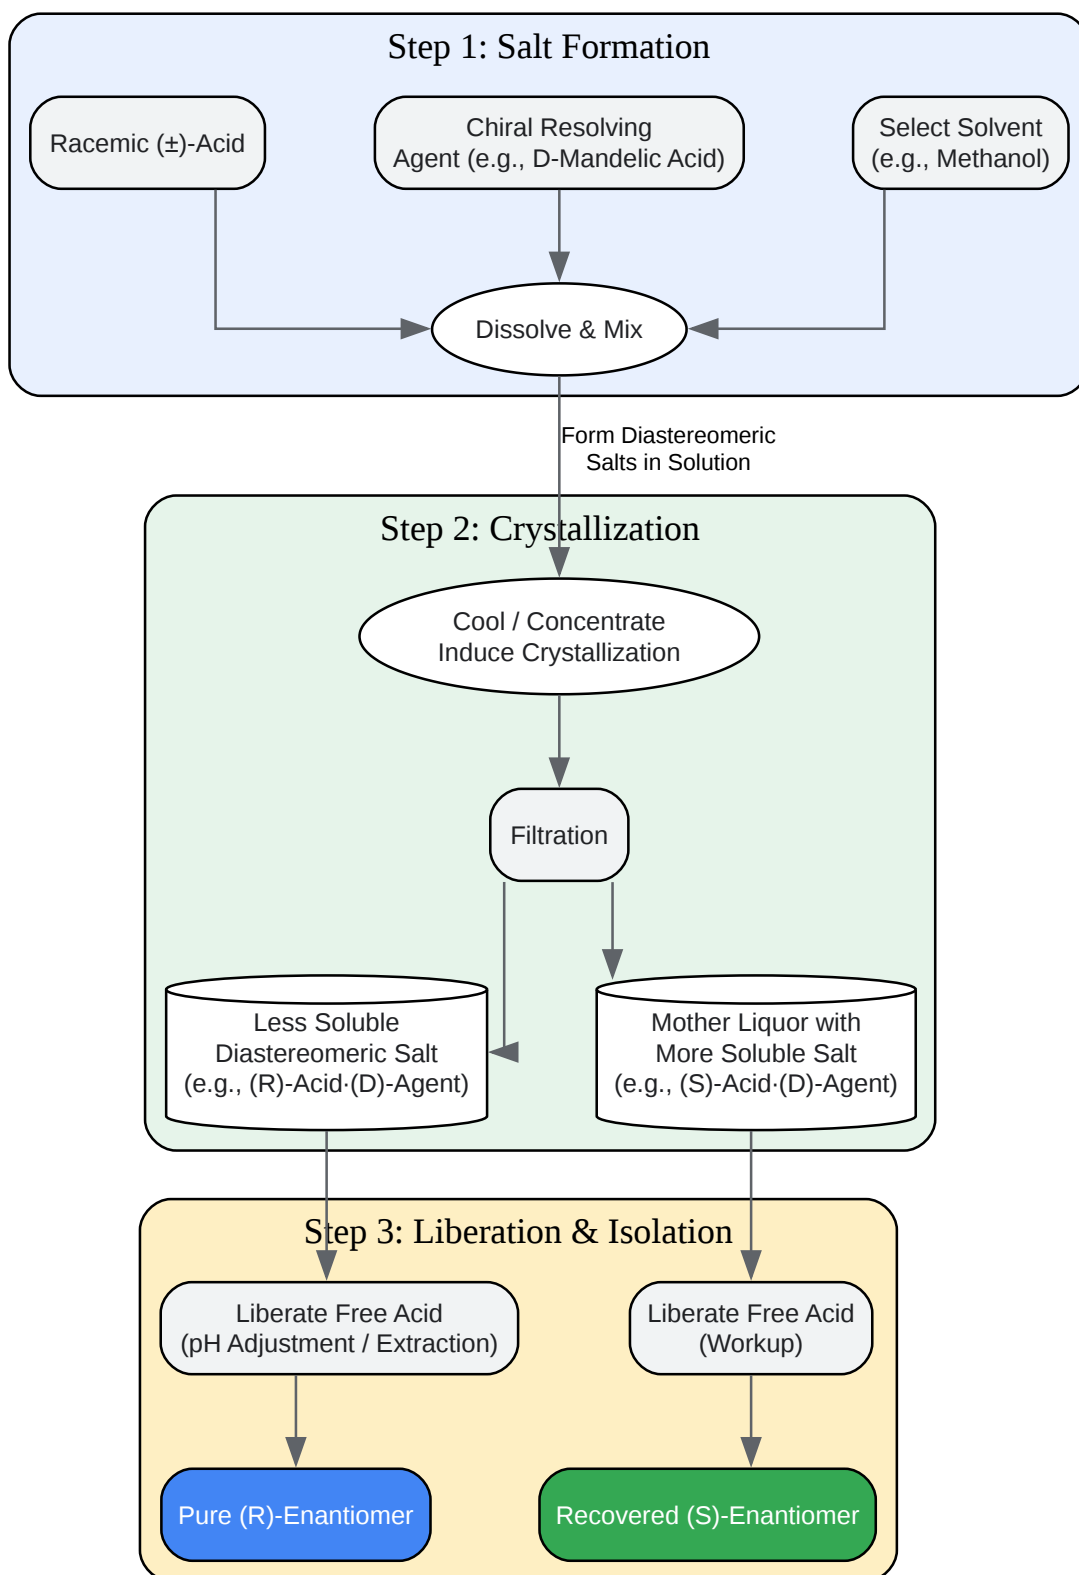 Step 1: Salt Formation
Racemic (±)-Acid
Chiral Resolving
Agent (e.g., D-Mandelic Acid)
Select Solvent
(e.g., Methanol)
Dissolve & Mix
Form Diastereomeric
Salts in Solution
Step 2: Crystallization
Cool / Concentrate
Induce Crystallization
Filtration
Less Soluble
Diastereomeric Salt
(e.g., (R)-Acid·(D)-Agent)
Mother Liquor with
More Soluble Salt
(e.g., (S)-Acid·(D)-Agent)
Step 3: Liberation & Isolation
Liberate Free Acid
(pH Adjustment / Extraction)
Liberate Free Acid
(Workup)
Pure (R)-Enantiomer
Recovered (S)-Enantiomer